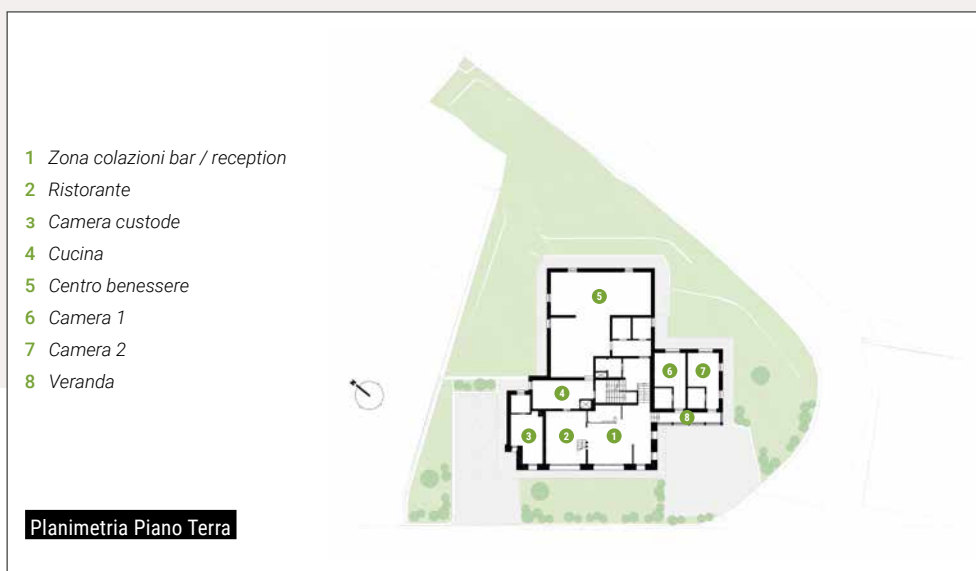 1 Zona colazioni bar / reception
2 Ristorante
3 Camera custode
4 Cucina
5 Centro benessere
6 Camera 1
7 Camera 2
8 Veranda
5
6
7
4
8
3
2
1
Planimetria Piano Terra